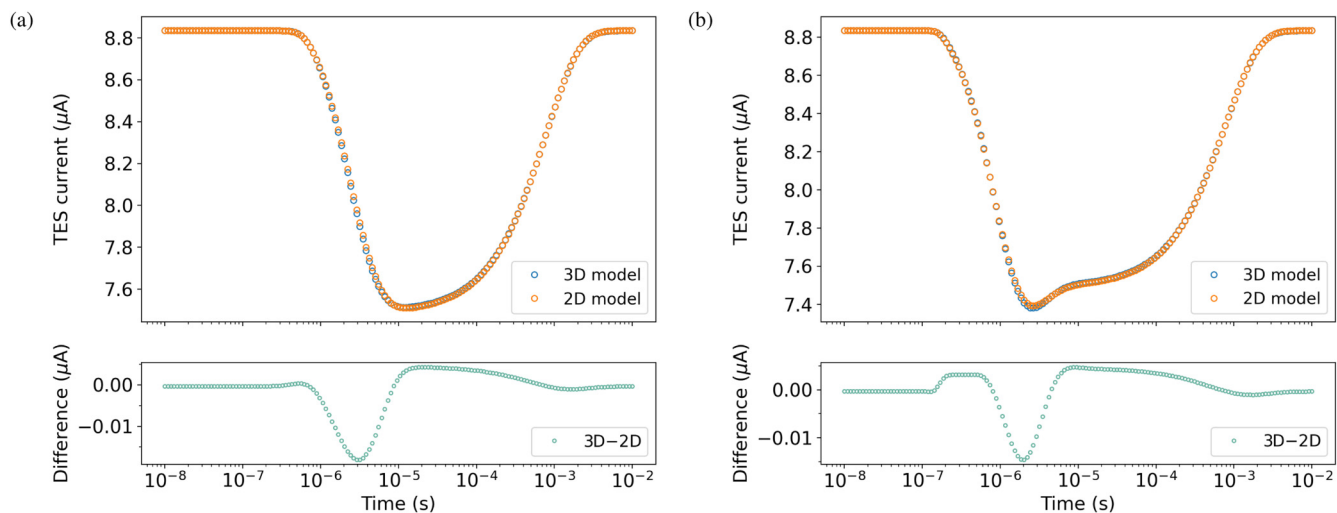 (a)
TES current (μA)
8.8
8.6
8.4
8.2
8.0
7.8
7.6
3D model
2D model
Difference (μA)
0.00
−0.01
3D−2D
10⁻⁸ 10⁻⁷ 10⁻⁶ 10⁻⁵ 10⁻⁴ 10⁻³ 10⁻²
Time (s)
(b)
TES current (μA)
8.8
8.6
8.4
8.2
8.0
7.8
7.6
7.4
3D model
2D model
Difference (μA)
0.00
−0.01
3D−2D
10⁻⁸ 10⁻⁷ 10⁻⁶ 10⁻⁵ 10⁻⁴ 10⁻³ 10⁻²
Time (s)